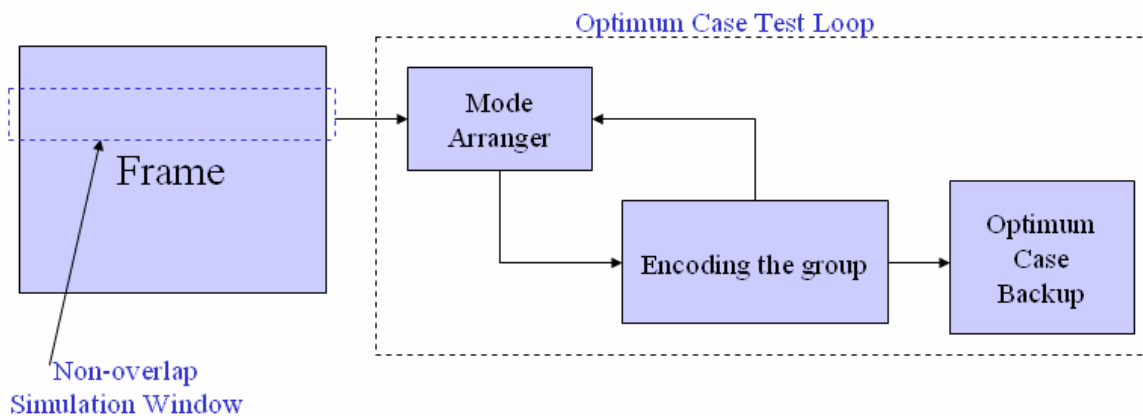 Optimum Case Test Loop
Mode
Arranger
Frame
Encoding the group
Optimum
Case
Backup
Non-overlap
Simulation Window